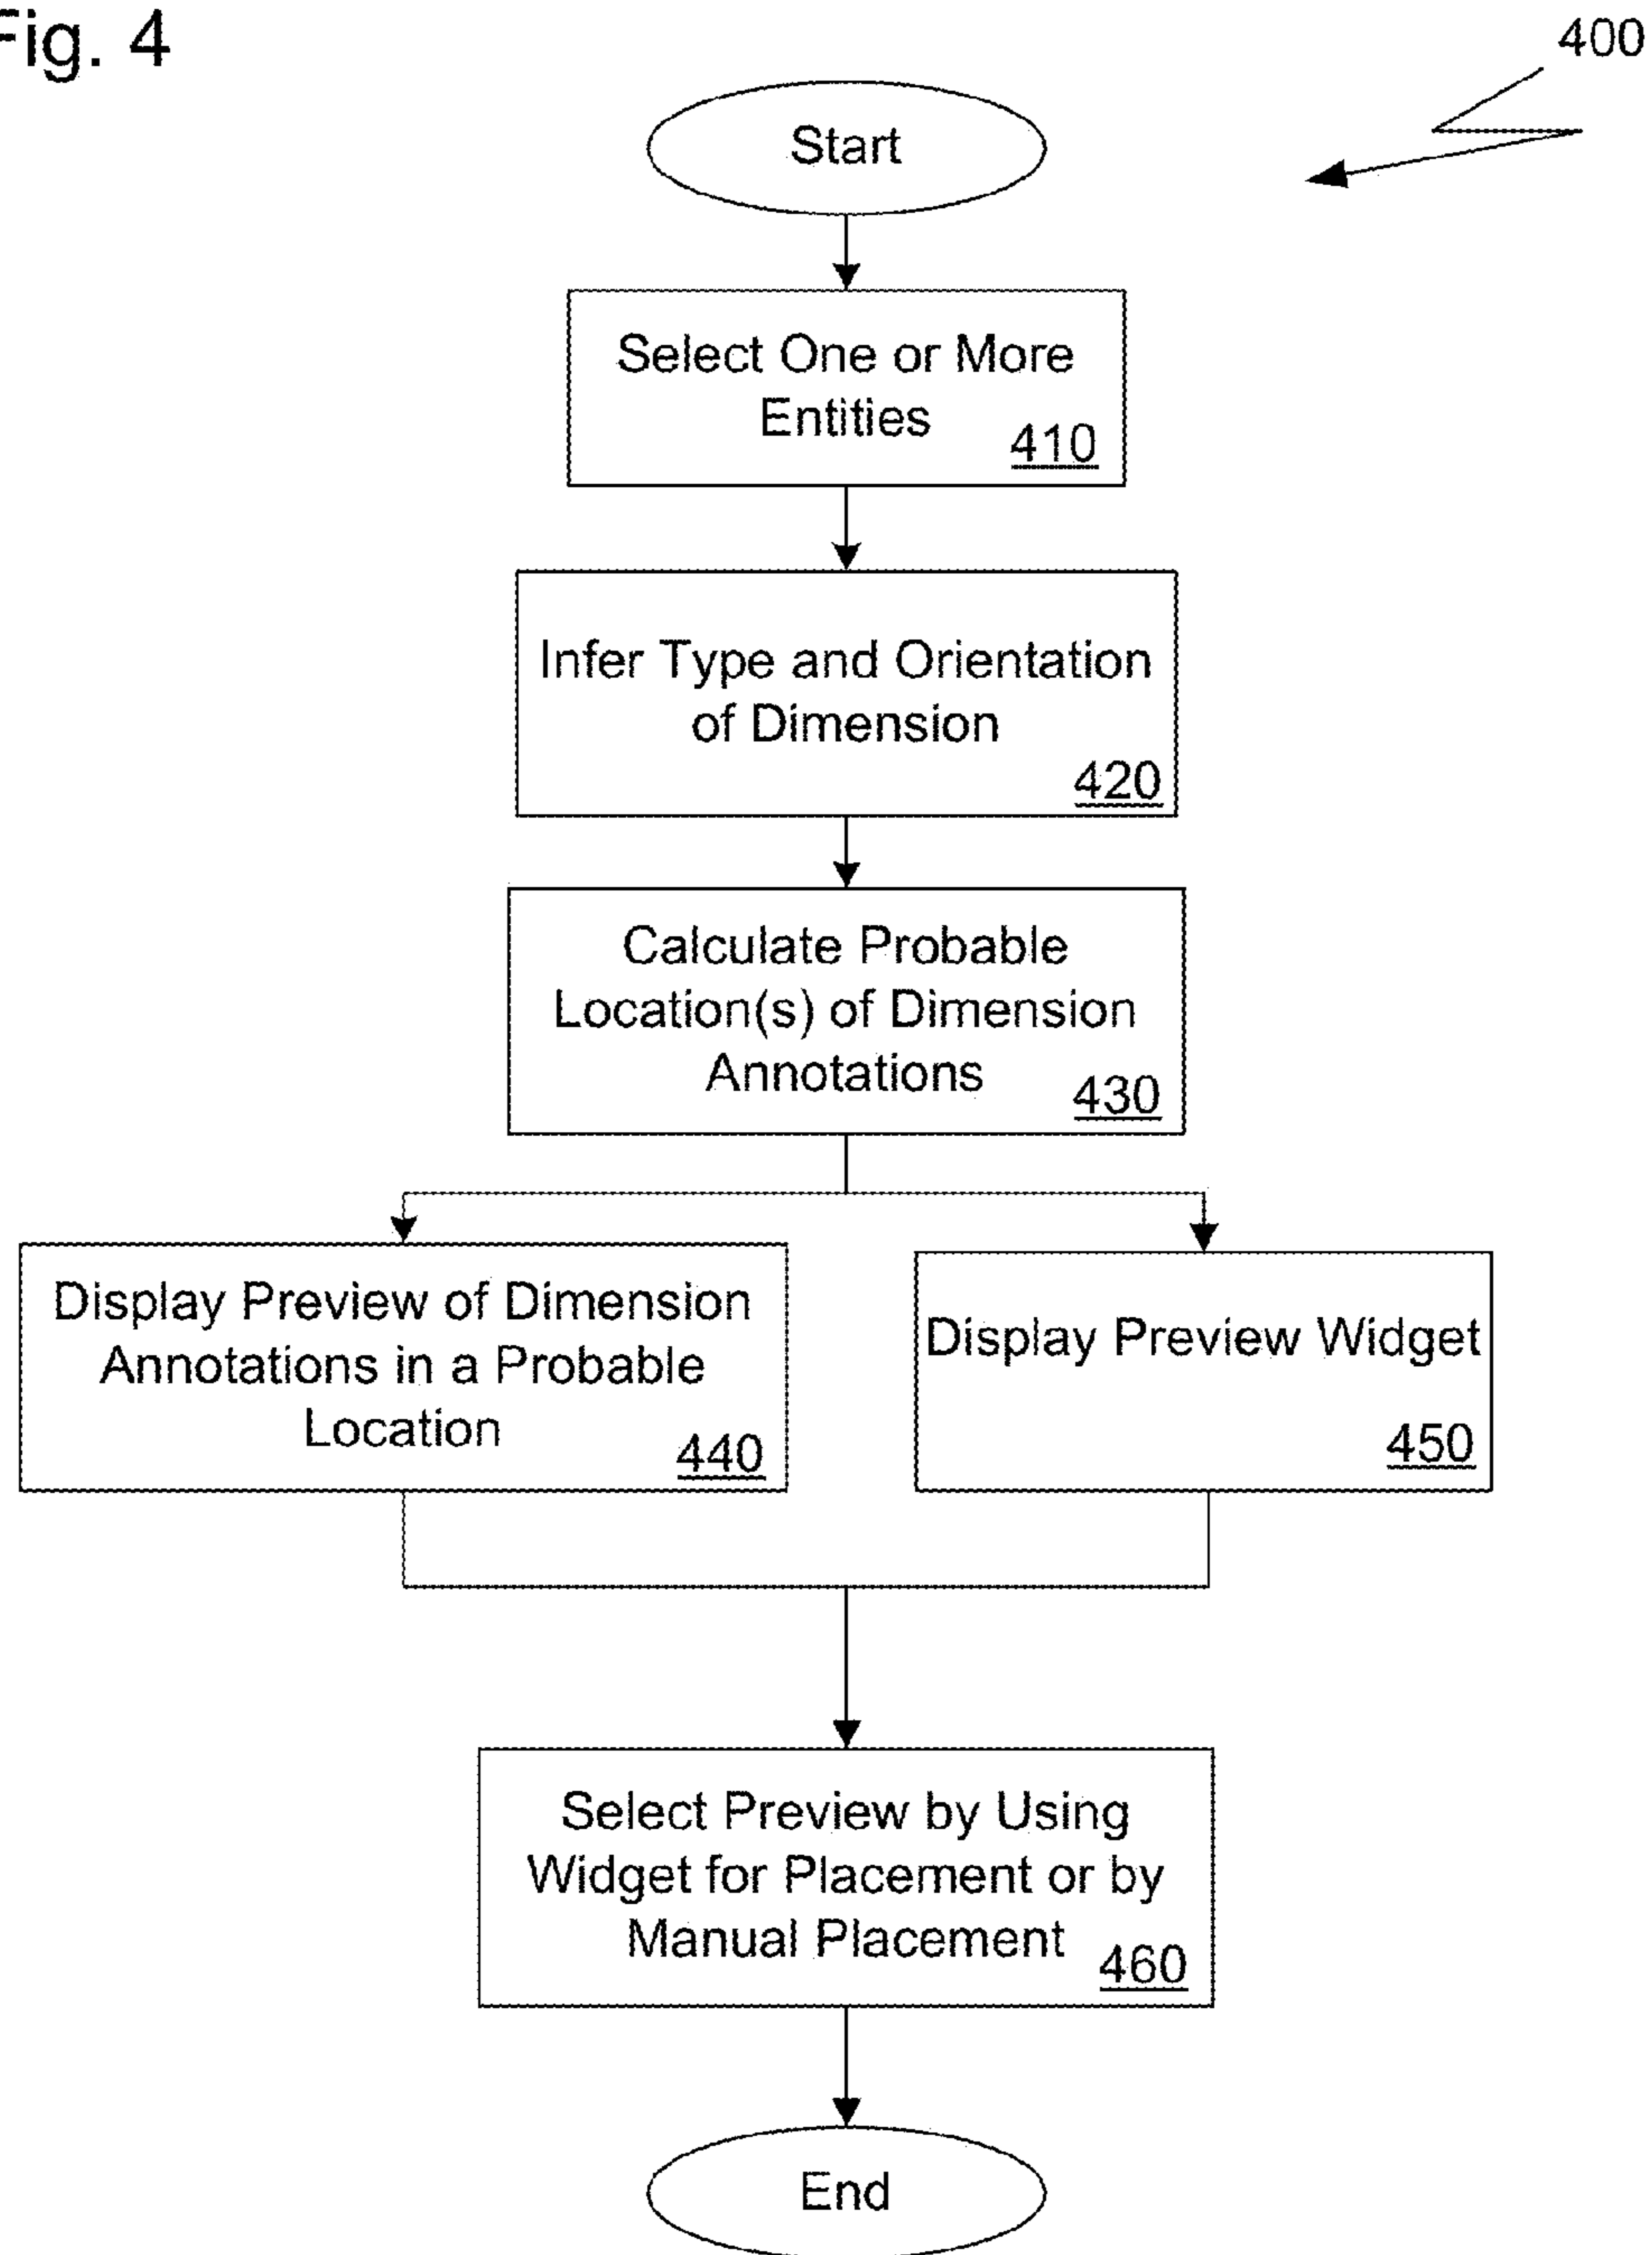 Fig. 4
400
Start
Select One or More
Entities
410
Infer Type and Orientation
of Dimension
420
Calculate Probable
Location(s) of Dimension
Annotations
430
Display Preview of Dimension
Annotations in a Probable
Location
440
Display Preview Widget
450
Select Preview by Using
Widget for Placement or by
Manual Placement
460
End